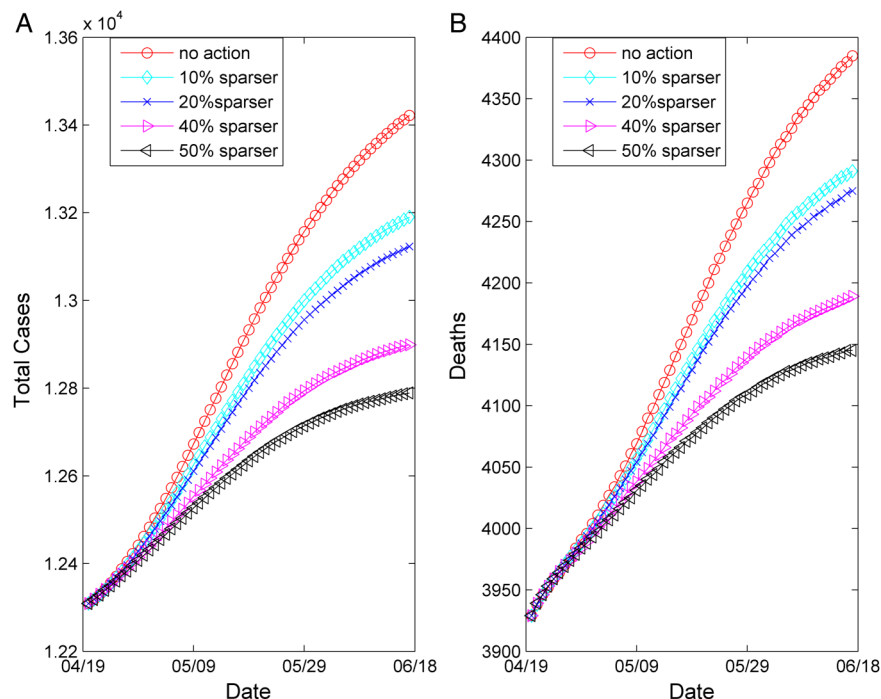 A
x 10⁴
1.36
1.34
1.32
1.3
1.28
1.26
1.24
1.22
Total Cases
04/19
05/09
05/29
06/18
Date
no action
10% sparser
20%sparser
40% sparser
50% sparser
B
4400
4350
4300
4250
4200
4150
4100
4050
4000
3950
3900
Deaths
04/19
05/09
05/29
06/18
Date
no action
10% sparser
20%sparser
40% sparser
50% sparser